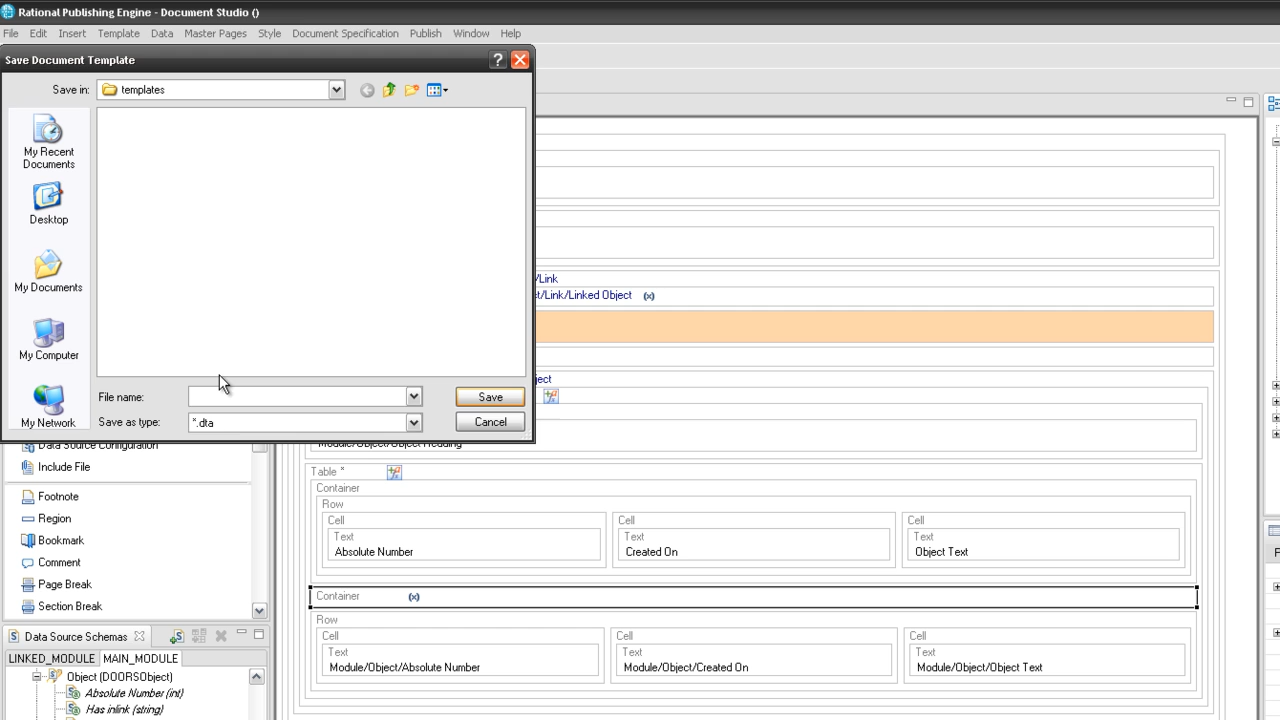 Rational Publishing Engine - Document Studio ()
File Edit Insert Template Data Master Pages Style Document Specification Publish Window Help
Save Document Template
Save in: templates
My Recent
Documents
Desktop
My Documents
My Computer
My Network
File name:
Save
Save as type: *.dta
Cancel
/Link
ct/Link/Linked Object (x)
ject
Module/Object/Object Heading
Data Source Configuration
Include File
Footnote
Region
Bookmark
Comment
Page Break
Section Break
Table *
Container
Row
Cell Cell Cell
Text Text Text
Absolute Number Created On Object Text
Container (x)
Row
Cell Cell Cell
Text Text Text
Module/Object/Absolute Number Module/Object/Created On Module/Object/Object Text
Data Source Schemas
LINKED_MODULE MAIN_MODULE
Object (DOORSObject)
Absolute Number (int)
Has inlink (string)